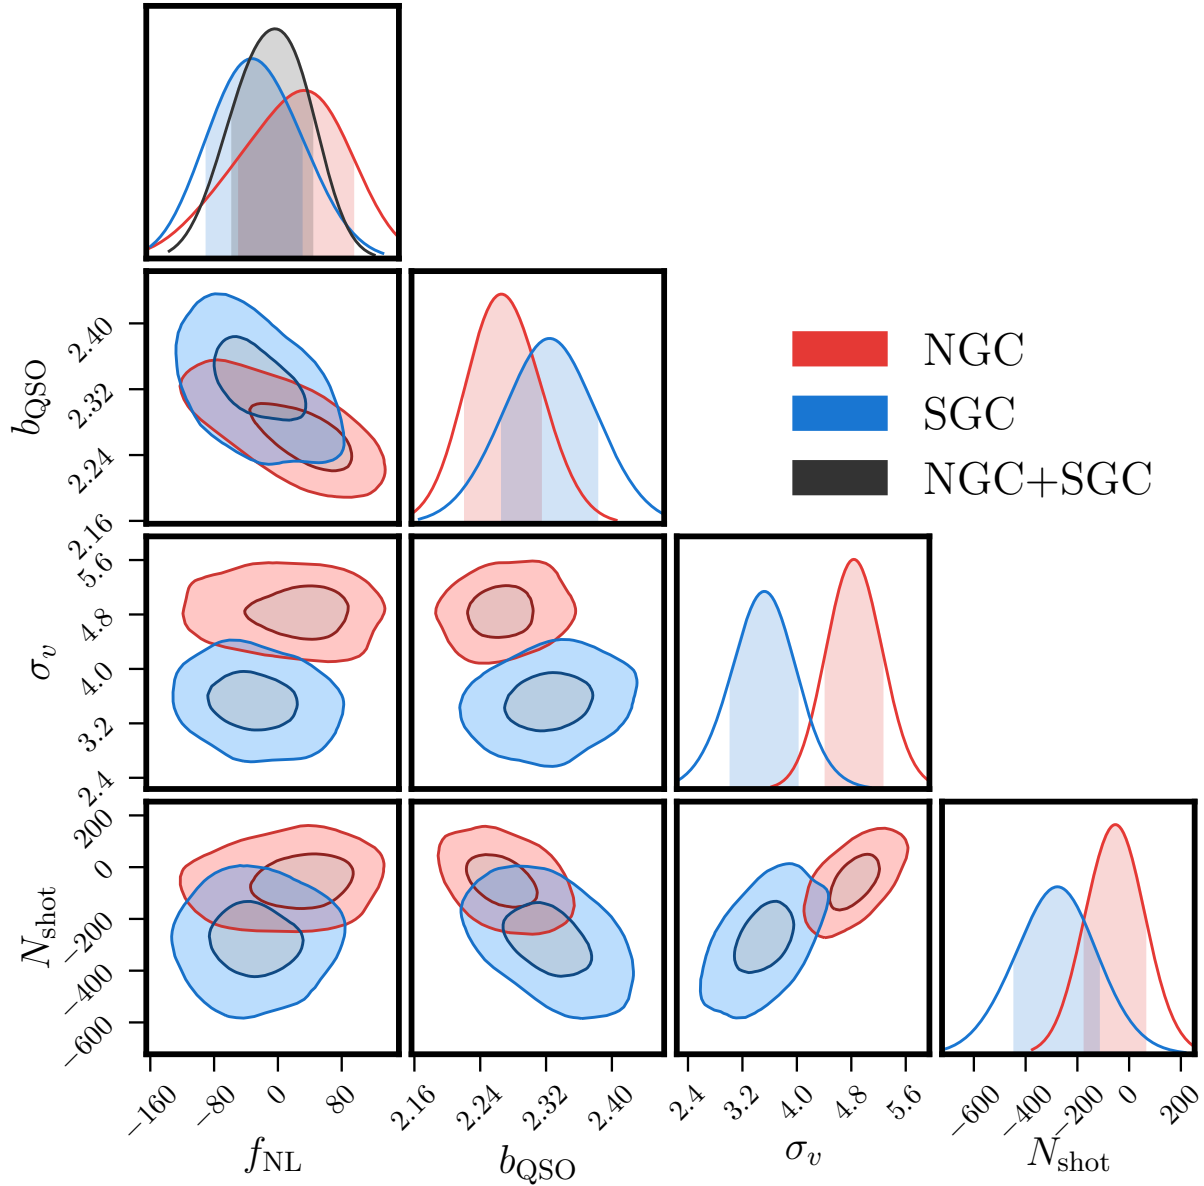 b_QSO
2.40
2.32
2.24
2.16
NGC
SGC
NGC+SGC
σ_v
5.6
4.8
4.0
3.2
2.4
N_shot
200
0
−200
−400
−600
−160 −80 0 80
2.16 2.24 2.32 2.40
2.4 3.2 4.0 4.8 5.6
−600 −400 −200 0 200
f_NL b_QSO σ_v N_shot